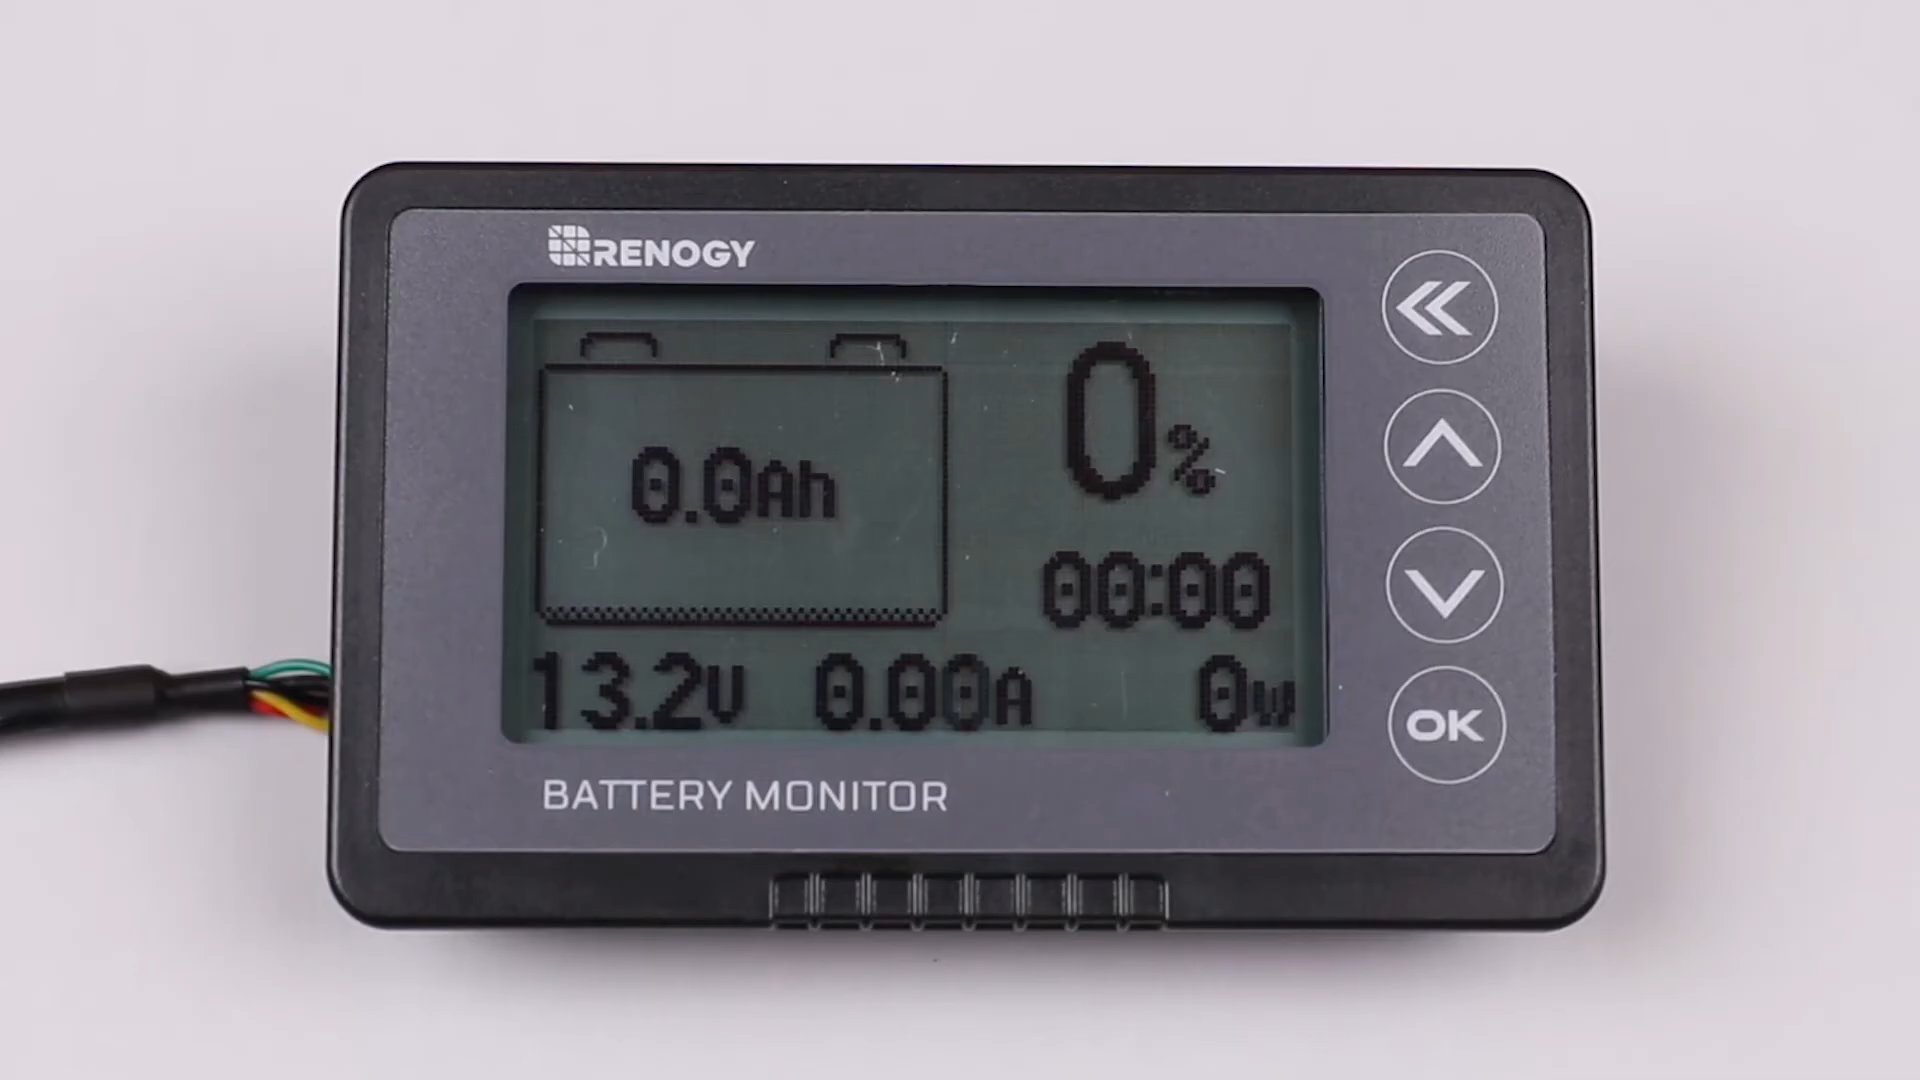 RENOGY
0.0Ah
0%
00:00
13.2V 0.00A 0W
OK
BATTERY MONITOR